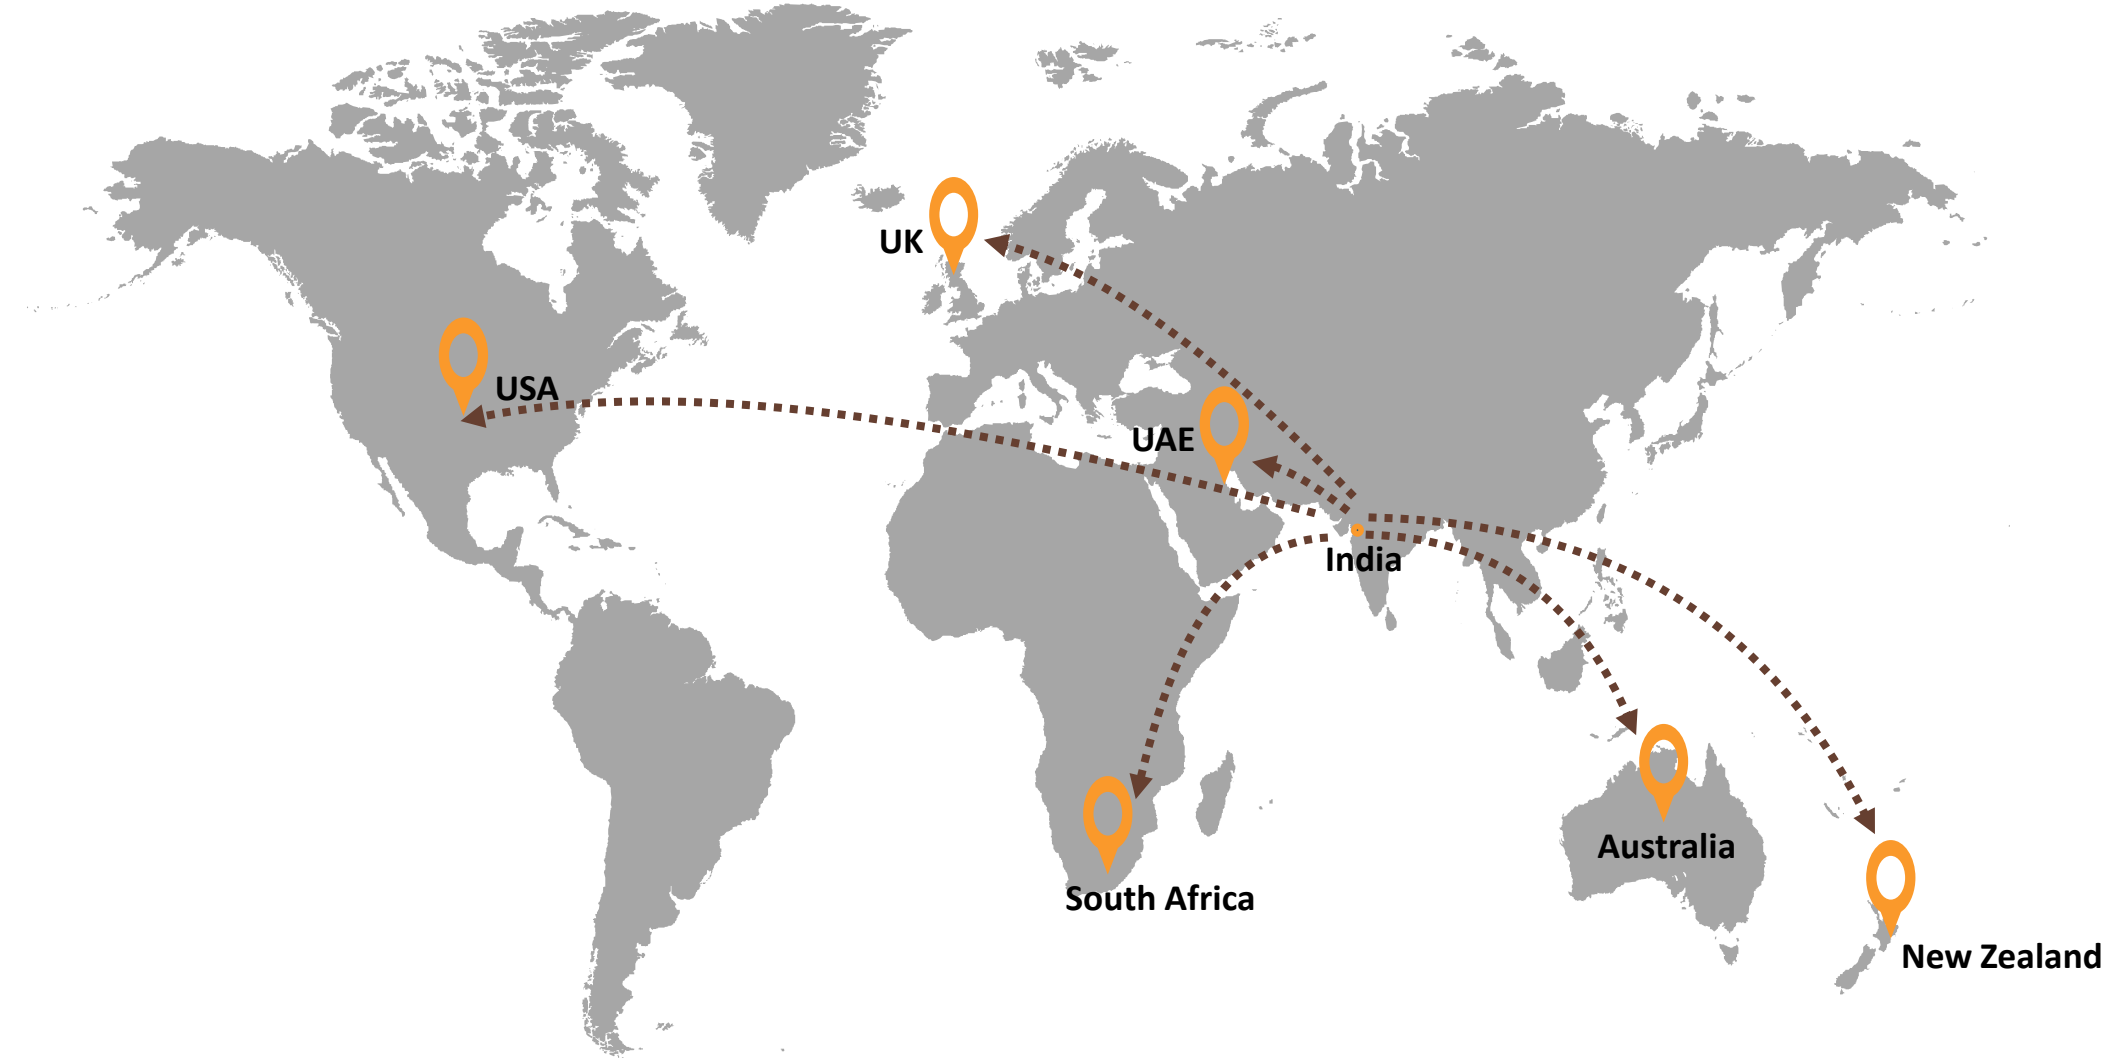 UK
USA
UAE
India
Australia
South Africa
New Zealand